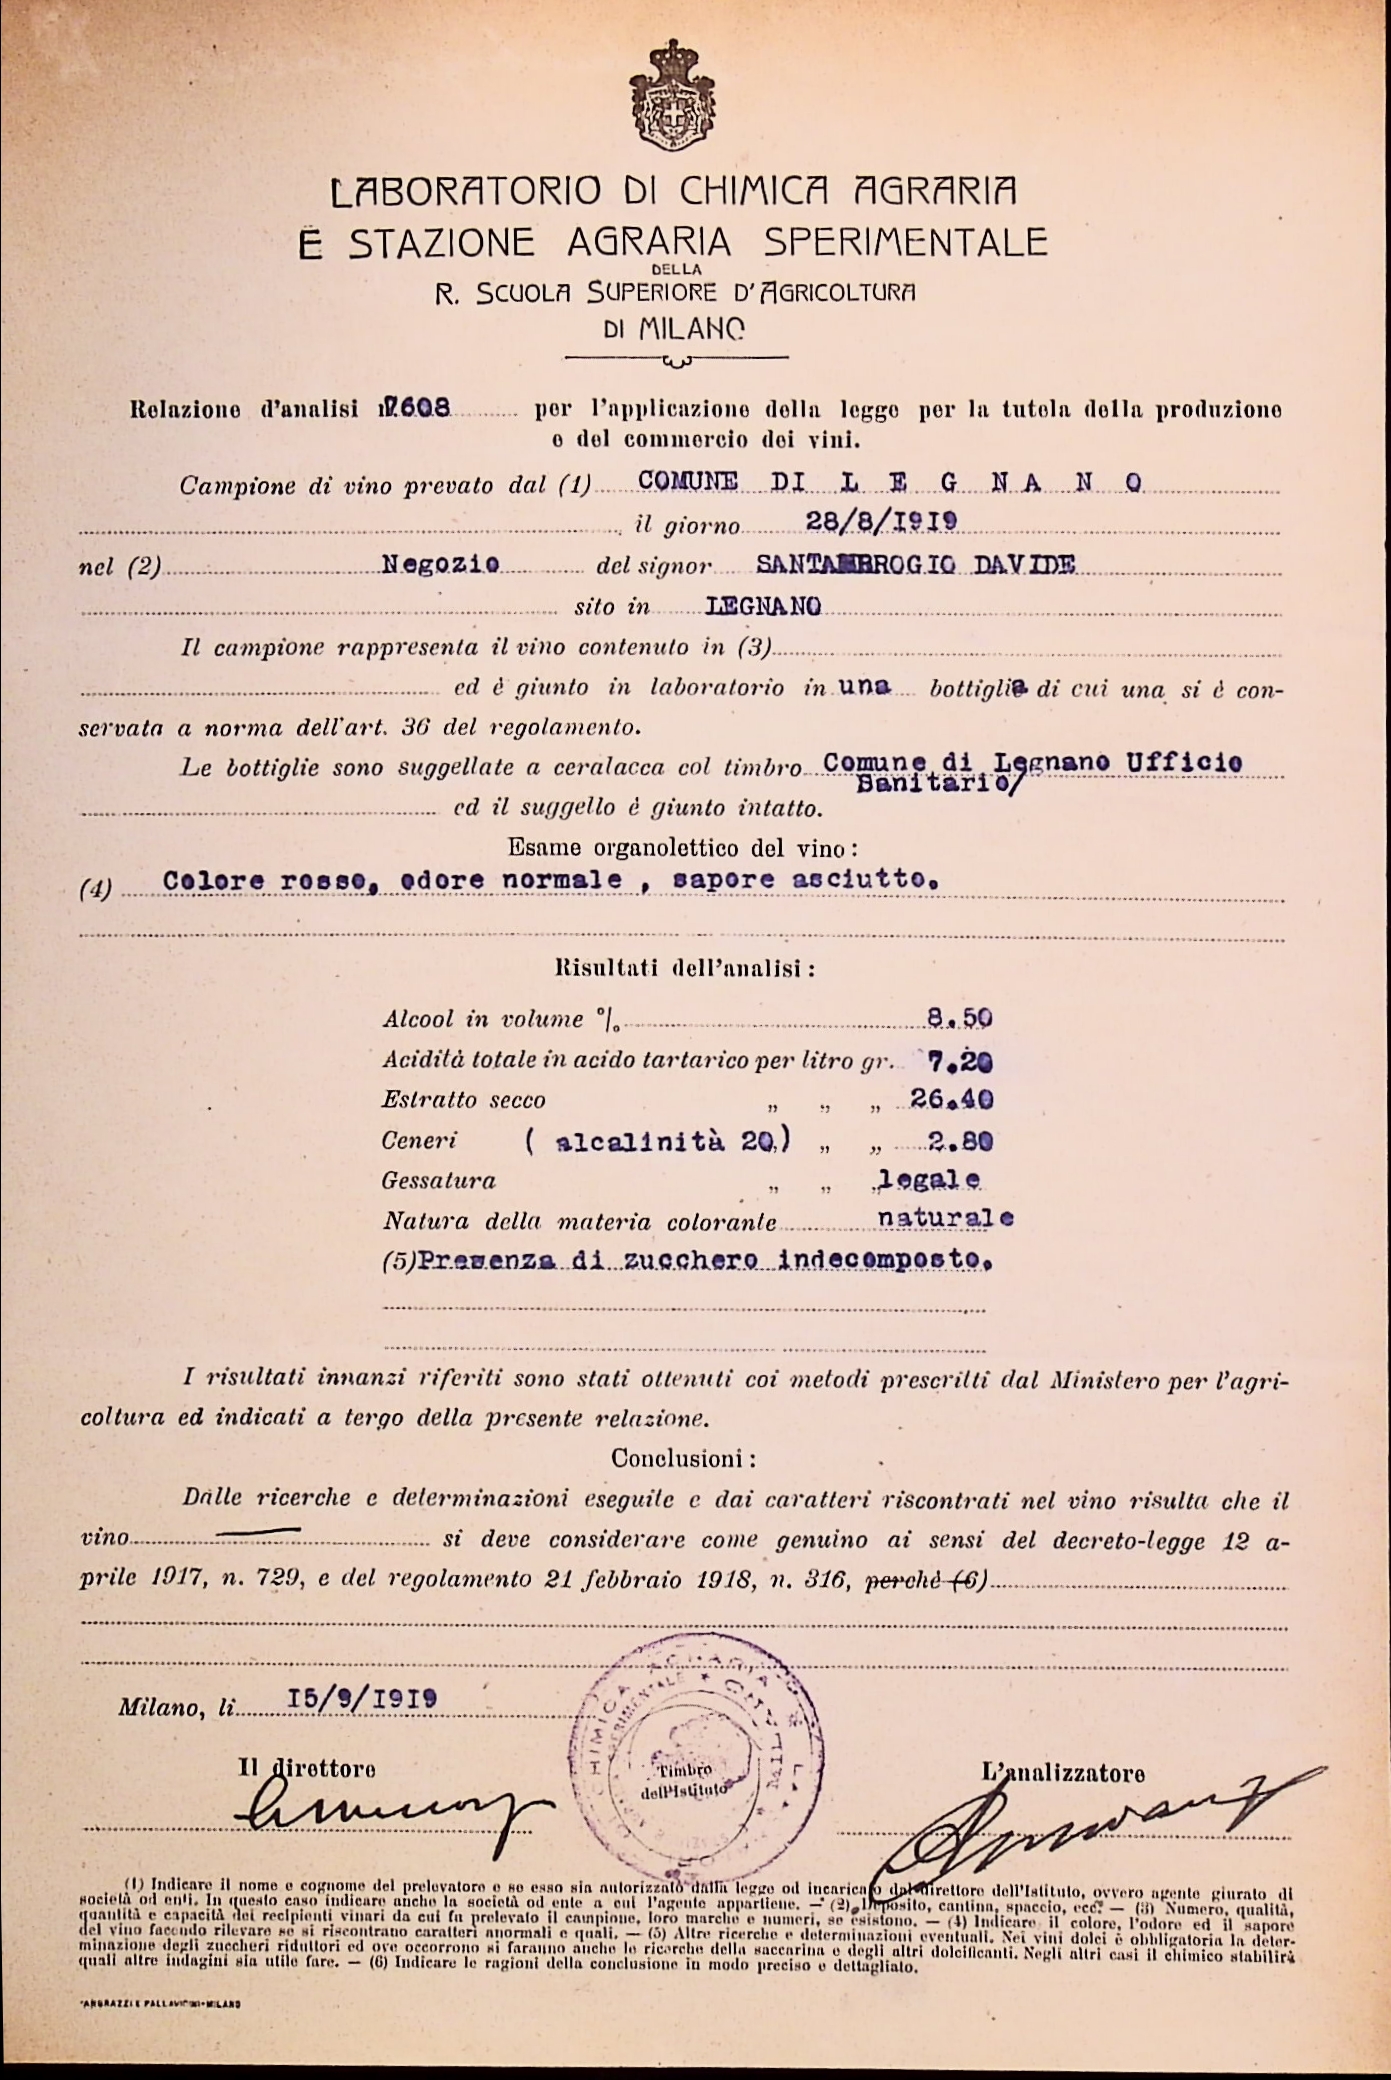 LABORATORIO DI CHIMICA AGRARIA
E STAZIONE AGRARIA SPERIMENTALE
DELLA
R. SCUOLA SUPERIORE D'AGRICOLTURA
DI MILANO
Relazione d'analisi n. 608 per l'applicazione della legge per la tutela della produzione
e del commercio dei vini.
Campione di vino prevato dal (1) COMUNE DI L E G N A N O
il giorno 28/8/I9I9
nel (2) Negozio del signor SANTAMBROGIO DAVIDE
sito in LEGNANO
Il campione rappresenta il vino contenuto in (3)
ed è giunto in laboratorio in una bottiglia di cui una si è con-
servata a norma dell'art. 36 del regolamento.
Le bottiglie sono suggellate a ceralacca col timbro Comune di Legnano Ufficio
Sanitario/
ed il suggello è giunto intatto.
Esame organolettico del vino:
(4) Colore rosso, odore normale , sapore asciutto.
Risultati dell'analisi:
Alcool in volume °/o 8.50
Acidità totale in acido tartarico per litro gr. 7.20
Estratto secco „ „ „ 26.40
Ceneri ( alcalinità 20 ) „ „ 2.80
Gessatura „ „ „ legale
Natura della materia colorante naturale
(5) Presenza di zucchero indecomposto.
I risultati innanzi riferiti sono stati ottenuti coi metodi prescritti dal Ministero per l'agri-
coltura ed indicati a tergo della presente relazione.
Conclusioni:
Dalle ricerche e determinazioni eseguite e dai caratteri riscontrati nel vino risulta che il
vino si deve considerare come genuino ai sensi del decreto-legge 12 a-
prile 1917, n. 729, e del regolamento 21 febbraio 1918, n. 316, perchè (6)
Milano, li I5/9/I9I9
Il direttore
Timbro
dell'Istituto
L'analizzatore
(1) Indicare il nome e cognome del prelevatore e se esso sia autorizzato dalla legge od incaricato dal direttore dell'Istituto, ovvero agente giurato di
società od enti. In questo caso indicare anche la società od ente a cui l'agente appartiene. — (2) Deposito, cantina, spaccio, ecc. — (3) Numero, qualità,
quantità e capacità dei recipienti vinari da cui fu prelevato il campione, loro marche e numeri, se esistono. — (4) Indicare il colore, l'odore ed il sapore
del vino facendo rilevare se si riscontrano caratteri anormali e quali. — (5) Altre ricerche e determinazioni eventuali. Nei vini dolci è obbligatoria la deter-
minazione degli zuccheri riduttori ed ove occorrono si faranno anche le ricerche della saccarina e degli altri dolcificanti. Negli altri casi il chimico stabilirà
quali altre indagini sia utile fare. — (6) Indicare le ragioni della conclusione in modo preciso e dettagliato.